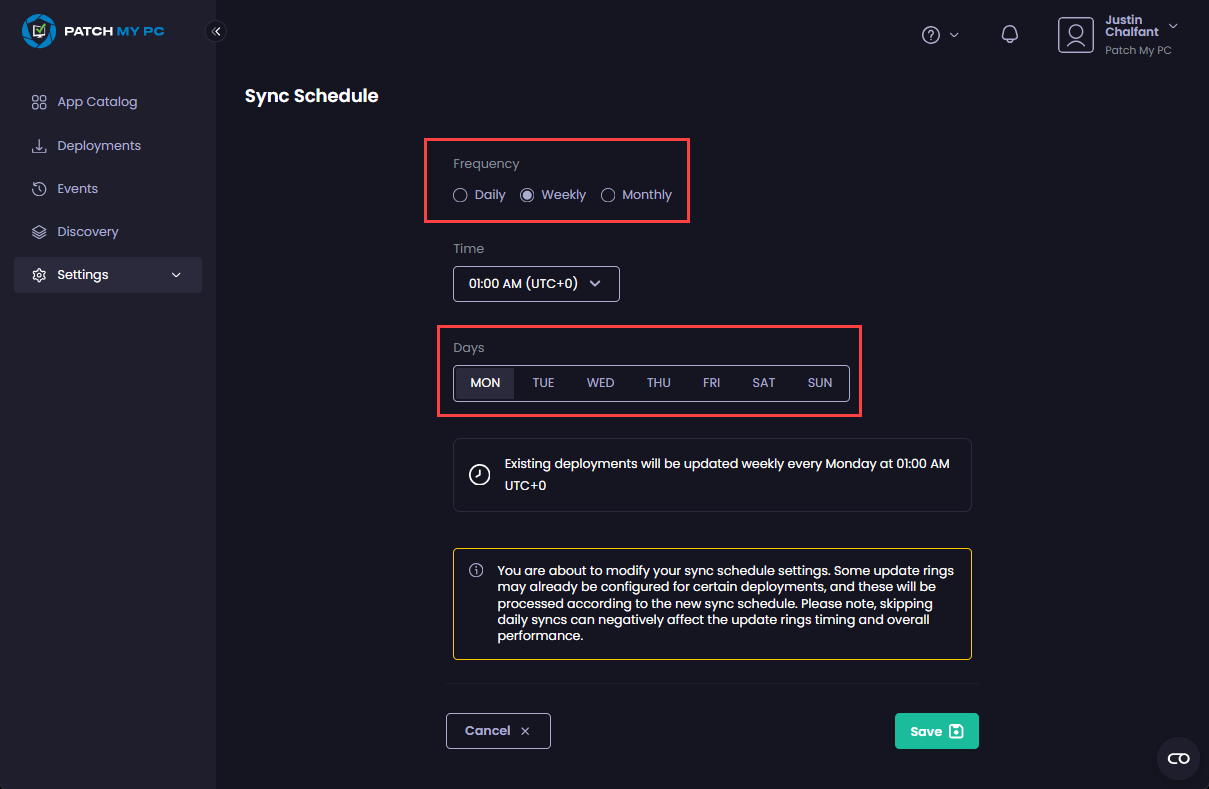 PATCH MY PC
Justin
Chalfant
Patch My PC
App Catalog
Deployments
Events
Discovery
Settings
Sync Schedule
Frequency
Daily Weekly Monthly
Time
01:00 AM (UTC+0)
Days
MON TUE WED THU FRI SAT SUN
Existing deployments will be updated weekly every Monday at 01:00 AM
UTC+0
You are about to modify your sync schedule settings. Some update rings
may already be configured for certain deployments, and these will be
processed according to the new sync schedule. Please note, skipping
daily syncs can negatively affect the update rings timing and overall
performance.
Cancel
Save